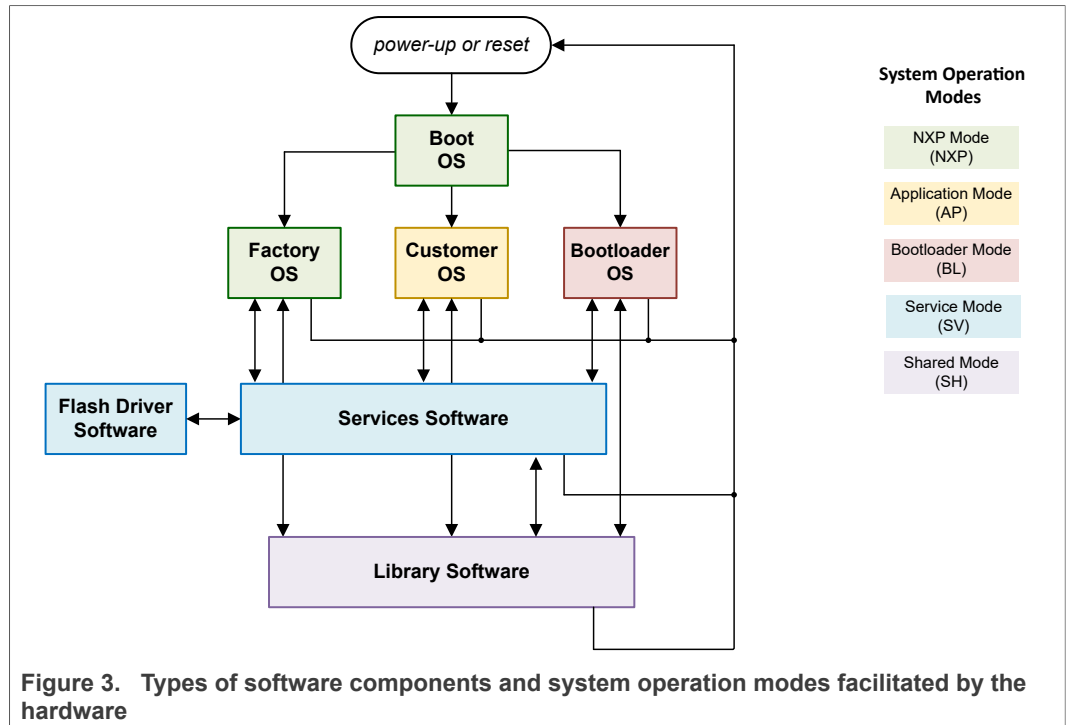 power-up or reset
System Operation
Modes
Boot
OS
NXP Mode
(NXP)
Application Mode
(AP)
Factory
OS
Customer
OS
Bootloader
OS
Bootloader Mode
(BL)
Service Mode
(SV)
Shared Mode
(SH)
Flash Driver
Software
Services Software
Library Software
Figure 3. Types of software components and system operation modes facilitated by the
hardware